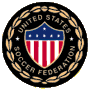 UNITED STATES
SOCCER FEDERATION